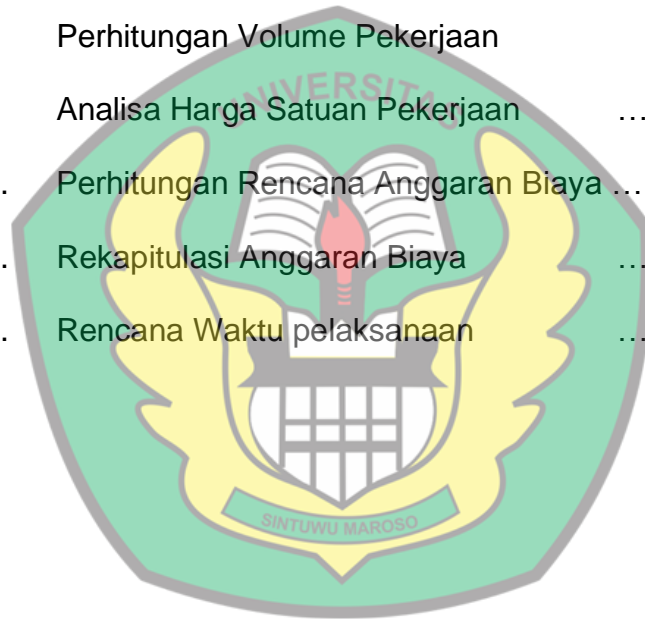 Perhitungan Volume Pekerjaan
UNIVERSITAS
Analisa Harga Satuan Pekerjaan …
. Perhitungan Rencana Anggaran Biaya …
. Rekapitulasi Anggaran Biaya …
. Rencana Waktu pelaksanaan …
SINTUWU MAROSO